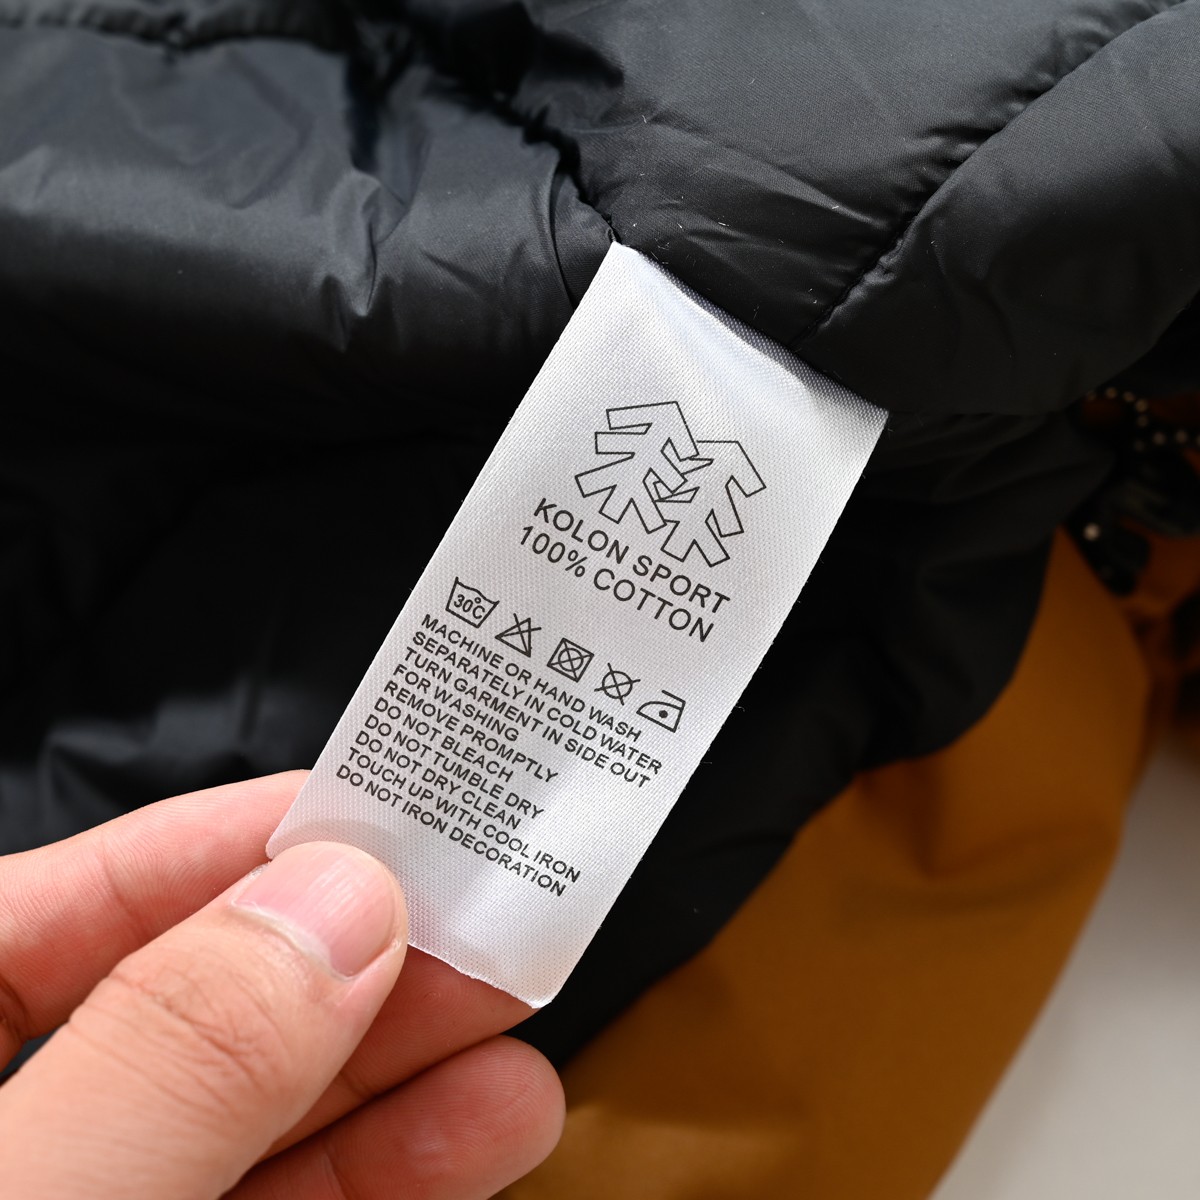 KOLON SPORT
100% COTTON
30°C
MACHINE OR HAND WASH
SEPARATELY IN COLD WATER
TURN GARMENT IN SIDE OUT
FOR WASHING
REMOVE PROMPTLY
DO NOT BLEACH
DO NOT TUMBLE DRY
DO NOT DRY CLEAN
TOUCH UP WITH COOL IRON
DO NOT IRON DECORATION